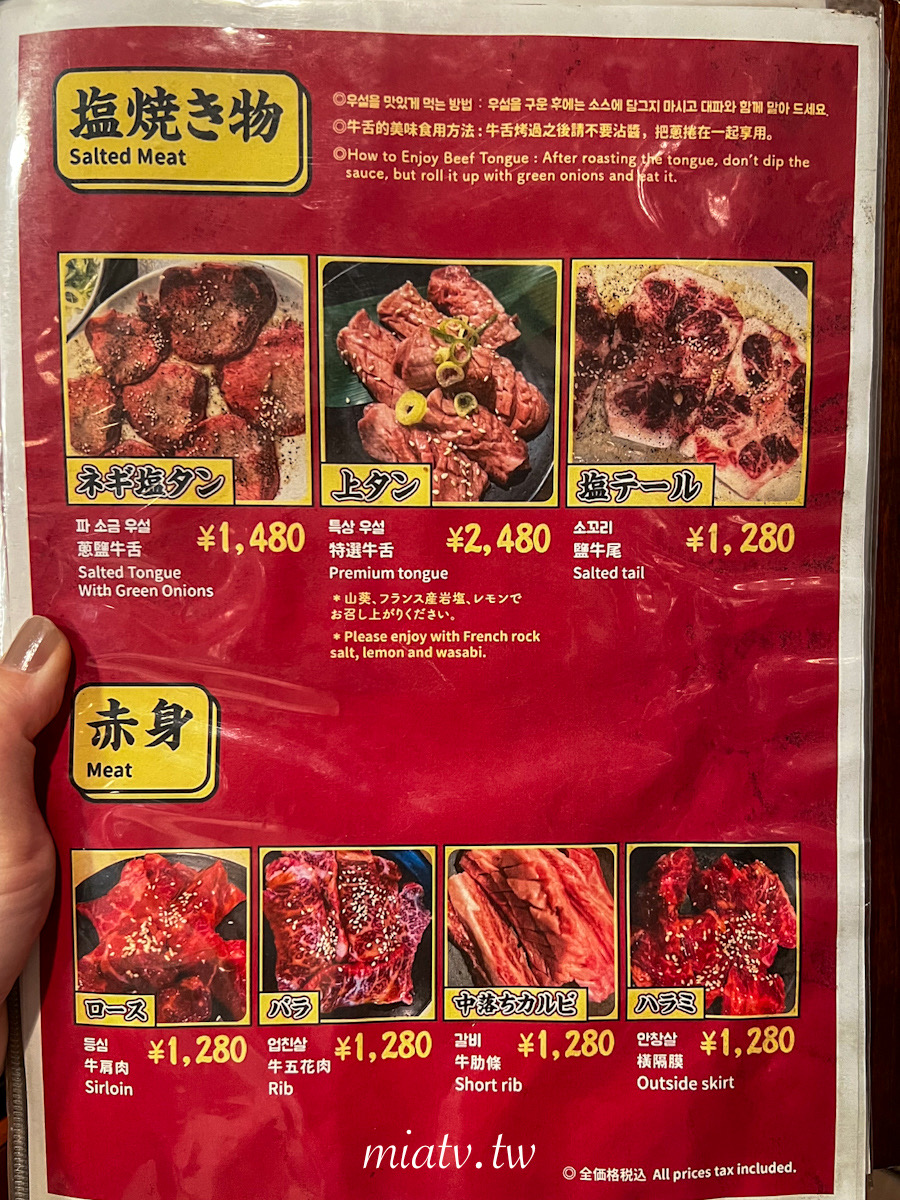 塩焼き物
Salted Meat
◎우설을 맛있게 먹는 방법 : 우설을 구운 후에는 소스에 담그지 마시고 대파와 함께 말아 드세요.
◎牛舌的美味食用方法：牛舌烤過之後請不要沾醬，把蔥捲在一起享用。
◎How to Enjoy Beef Tongue : After roasting the tongue, don't dip the
sauce, but roll it up with green onions and eat it.
ネギ塩タン
파 소금 우설
¥1,480
蔥鹽牛舌
Salted Tongue
With Green Onions
上タン
특상 우설
¥2,480
特選牛舌
Premium tongue
＊山葵、フランス産岩塩、レモンで
お召し上がりください。
＊Please enjoy with French rock
salt, lemon and wasabi.
塩テール
소꼬리
¥1,280
鹽牛尾
Salted tail
赤身
Meat
ロース
등심
¥1,280
牛肩肉
Sirloin
バラ
업진살
¥1,280
牛五花肉
Rib
中落ちカルビ
갈비
¥1,280
牛肋條
Short rib
ハラミ
안창살
¥1,280
橫隔膜
Outside skirt
miatv.tw
◎全価格税込 All prices tax included.